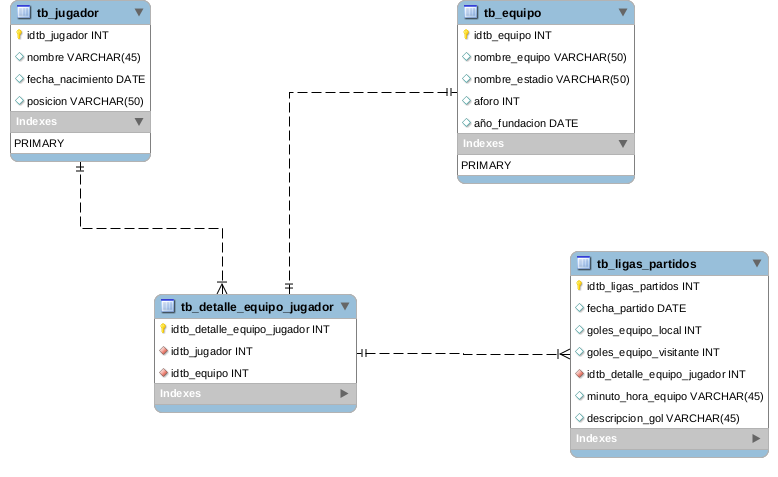 tb_jugador
idtb_jugador INT
nombre VARCHAR(45)
fecha_nacimiento DATE
posicion VARCHAR(50)
Indexes
PRIMARY
tb_equipo
idtb_equipo INT
nombre_equipo VARCHAR(50)
nombre_estadio VARCHAR(50)
aforo INT
año_fundacion DATE
Indexes
PRIMARY
tb_detalle_equipo_jugador
idtb_detalle_equipo_jugador INT
idtb_jugador INT
idtb_equipo INT
Indexes
tb_ligas_partidos
idtb_ligas_partidos INT
fecha_partido DATE
goles_equipo_local INT
goles_equipo_visitante INT
idtb_detalle_equipo_jugador INT
minuto_hora_equipo VARCHAR(45)
descripcion_gol VARCHAR(45)
Indexes